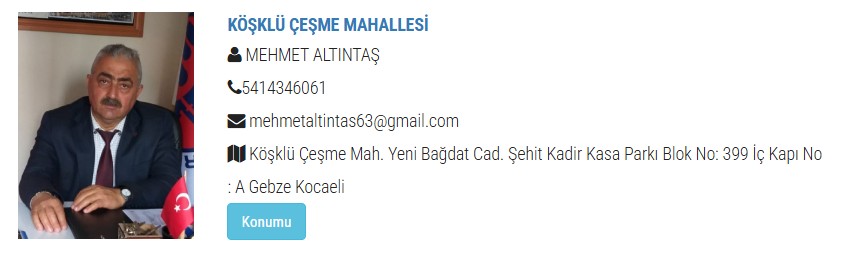 KÖŞKLÜ ÇEŞME MAHALLESİ
MEHMET ALTINTAŞ
5414346061
mehmetaltintas63@gmail.com
Köşklü Çeşme Mah. Yeni Bağdat Cad. Şehit Kadir Kasa Parkı Blok No: 399 İç Kapı No
: A Gebze Kocaeli
Konumu